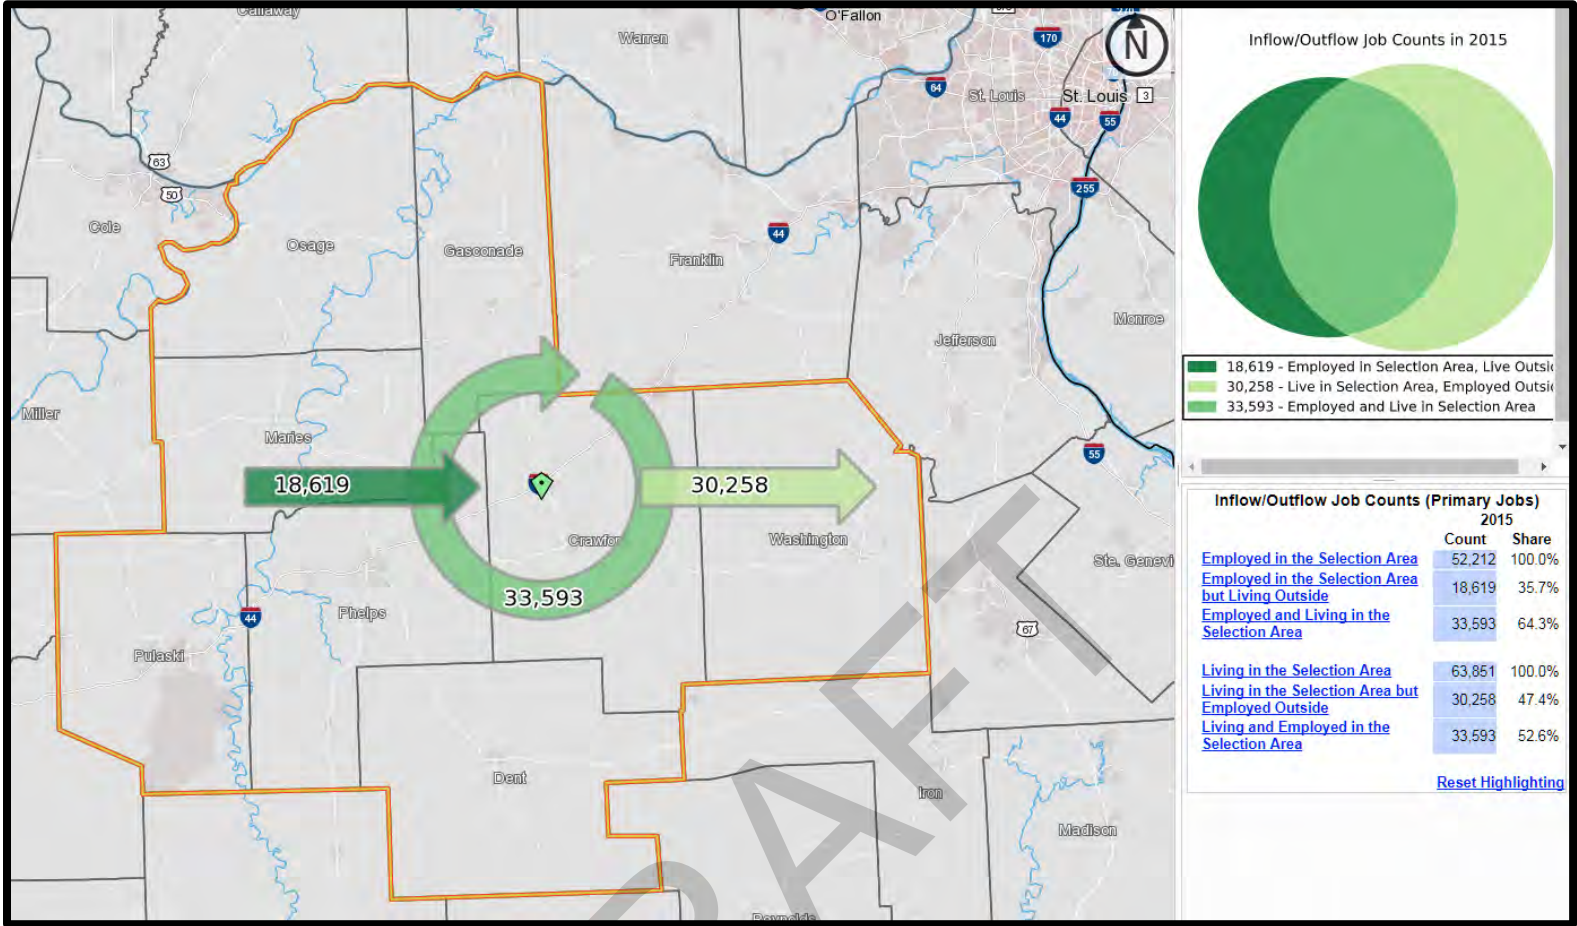 Callaway
O'Fallon
Warren
170
N
64
St. Louis
St. Louis
3
44
55
63
50
255
Cole
Osage
Gasconade
44
Franklin
Monroe
Jefferson
Miller
Maries
55
18,619
30,258
Crawfor
Washington
Ste. Genevi
33,593
Phelps
44
67
Pulaski
Dent
Iron
Madison
Reynolds
RAFT
Inflow/Outflow Job Counts in 2015
18,619 - Employed in Selection Area, Live Outsid
30,258 - Live in Selection Area, Employed Outsid
33,593 - Employed and Live in Selection Area
Inflow/Outflow Job Counts (Primary Jobs)
2015
Count Share
Employed in the Selection Area 52,212 100.0%
Employed in the Selection Area
but Living Outside 18,619 35.7%
Employed and Living in the
Selection Area 33,593 64.3%
Living in the Selection Area 63,851 100.0%
Living in the Selection Area but
Employed Outside 30,258 47.4%
Living and Employed in the
Selection Area 33,593 52.6%
Reset Highlighting